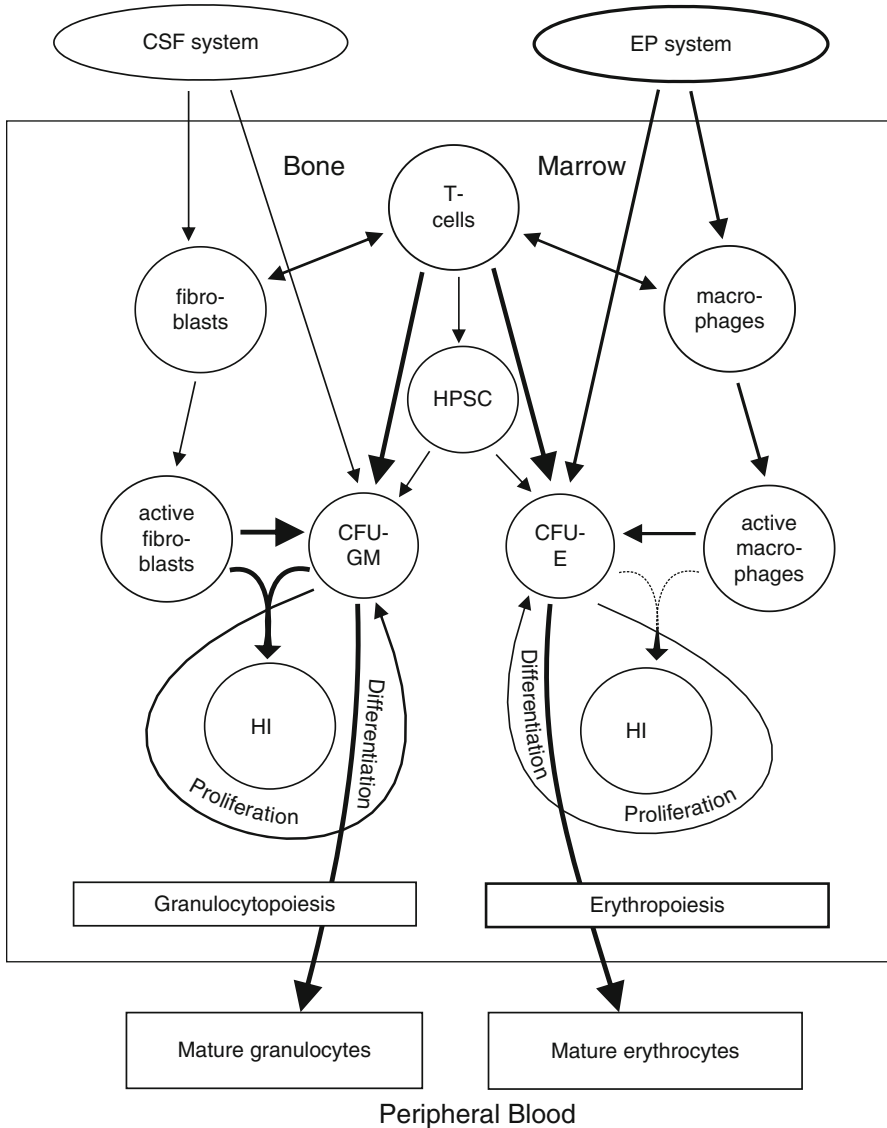 CSF system
EP system
Bone
Marrow
T-
cells
fibro-
blasts
macro-
phages
HPSC
active
fibro-
blasts
CFU-
GM
CFU-
E
active
macro-
phages
HI
Differentiation
Proliferation
Differentiation
HI
Proliferation
Granulocytopoiesis
Erythropoiesis
Mature granulocytes
Mature erythrocytes
Peripheral Blood